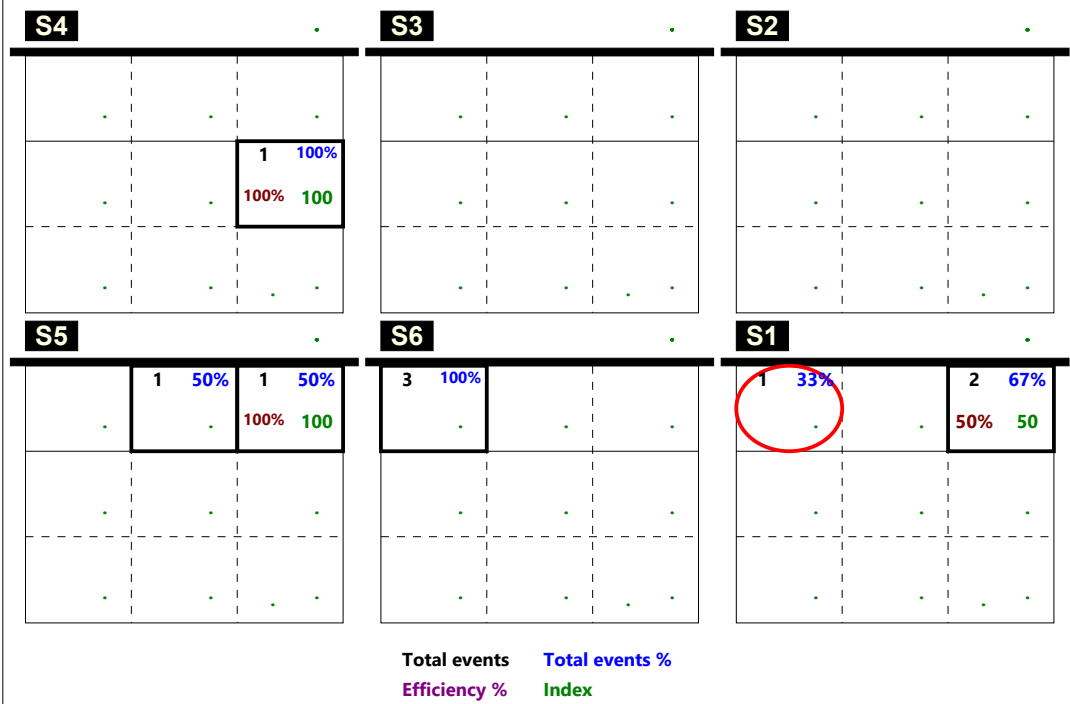 S4 S3 S2
1 100%
100% 100
S5 S6 S1
1 50% 1 50% 3 100% 1 33% 2 67%
100% 100 50% 50
Total events Total events %
Efficiency % Index